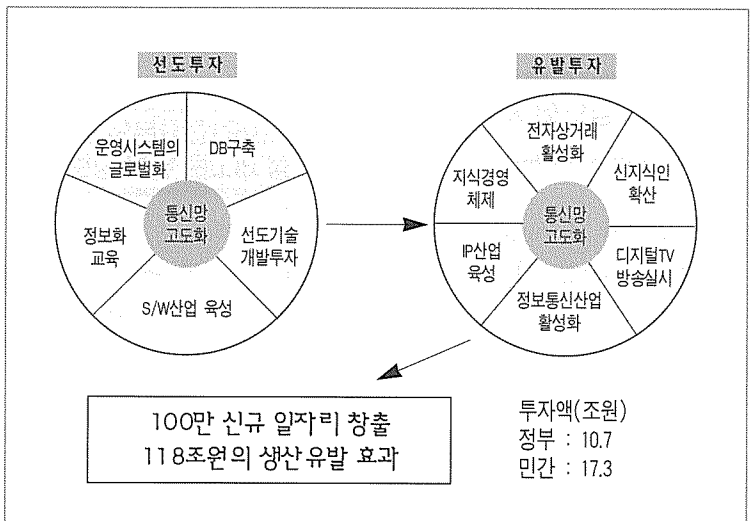 선도투자
운영시스템의
글로벌화
DB구축
정보화
교육
통신망
고도화
선도기술
개발투자
S/W산업 육성
유발투자
전자상거래
활성화
지식경영
체제
신지식인
확산
통신망
고도화
IP산업
육성
디지털TV
방송실시
정보통신산업
활성화
100만 신규 일자리 창출
118조원의 생산유발 효과
투자액(조원)
정부 : 10.7
민간 : 17.3